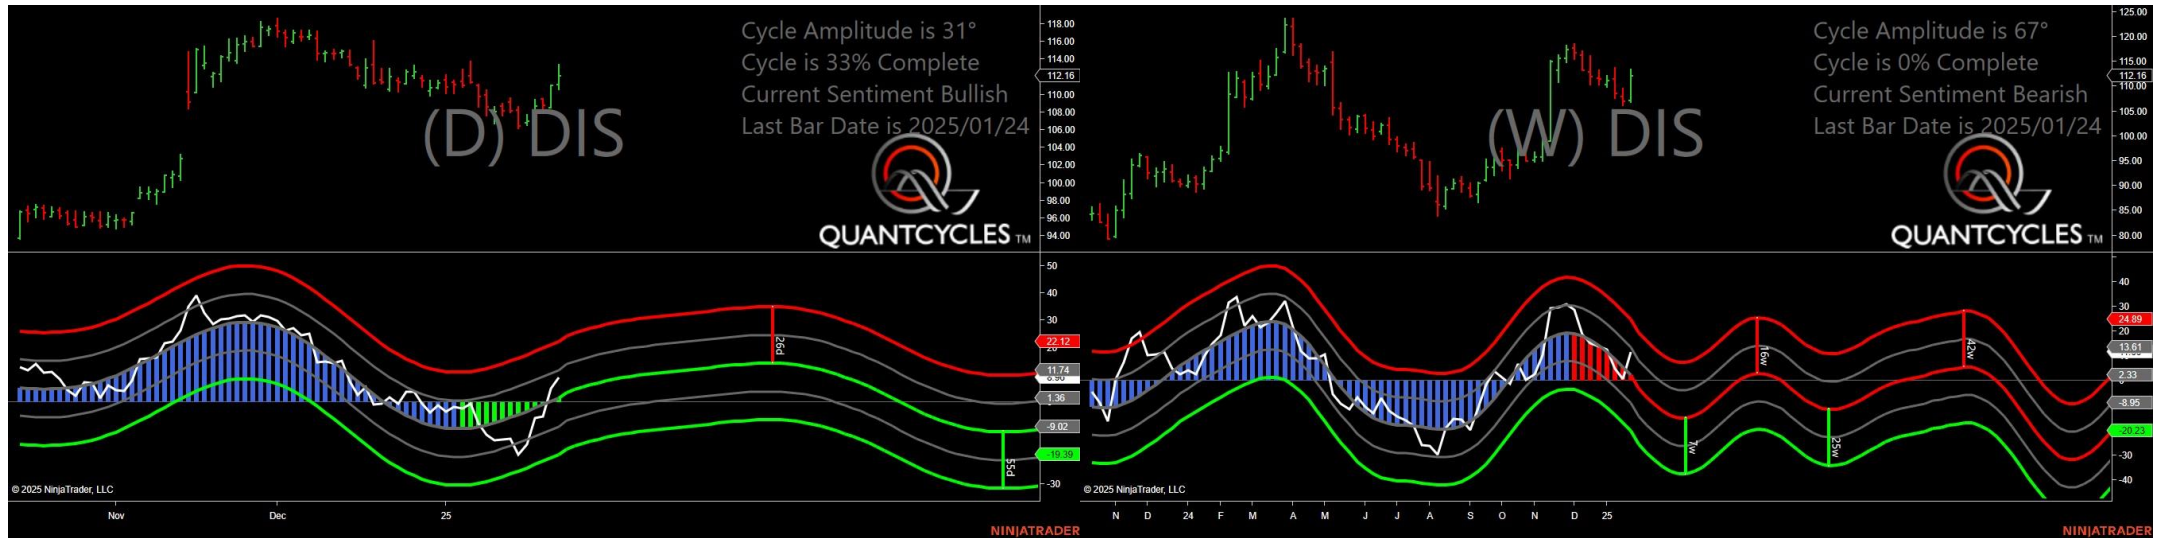 Cycle Amplitude is 31°
Cycle is 33% Complete
Current Sentiment Bullish
Last Bar Date is 2025/01/24
(D) DIS
QUANTCYCLES TM
118.00
116.00
114.00
112.16
110.00
108.00
106.00
104.00
102.00
100.00
98.00
96.00
94.00
50
40
30
22.12
11.74
1.36
-9.02
-19.39
-30
26d
55d
© 2025 NinjaTrader, LLC
Nov
Dec
25
NINJATRADER
Cycle Amplitude is 67°
Cycle is 0% Complete
Current Sentiment Bearish
Last Bar Date is 2025/01/24
(W) DIS
QUANTCYCLES TM
125.00
120.00
115.00
112.16
110.00
105.00
100.00
95.00
90.00
85.00
80.00
40
30
24.89
20
13.61
2.33
-8.95
-20.23
-30
-40
7w
16w
25w
42w
© 2025 NinjaTrader, LLC
N D 24 F M A M J J A S O N D 25
NINJATRADER